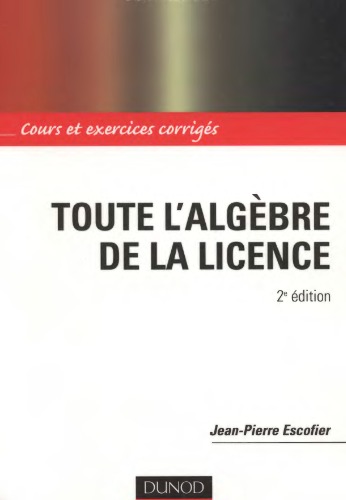 Cours et exercices corrigés
TOUTE L'ALGÈBRE
DE LA LICENCE
2e édition
Jean-Pierre Escofier
DUNOD